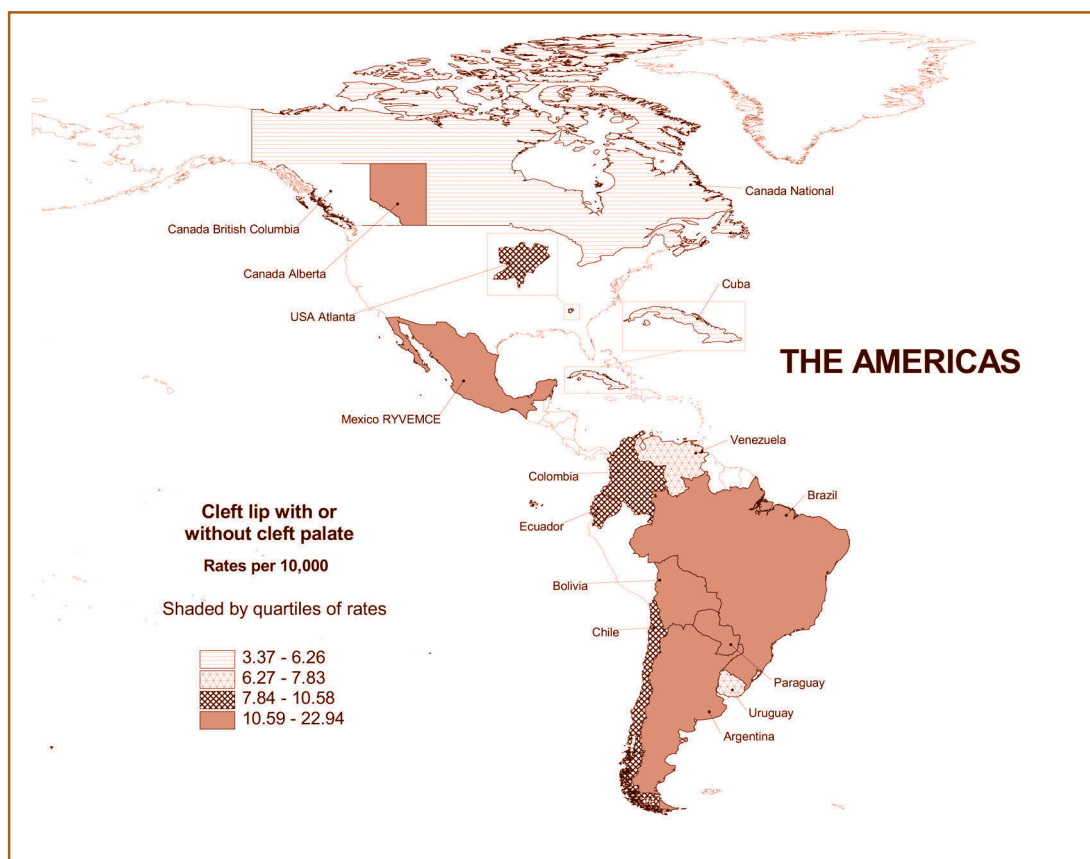 Canada National
Canada British Columbia
Canada Alberta
Cuba
USA Atlanta
THE AMERICAS
Mexico RYVEMCE
Venezuela
Colombia
Brazil
Ecuador
Cleft lip with or
without cleft palate
Rates per 10,000
Bolivia
Shaded by quartiles of rates
Chile
3.37 - 6.26
6.27 - 7.83
7.84 - 10.58
10.59 - 22.94
Paraguay
Uruguay
Argentina